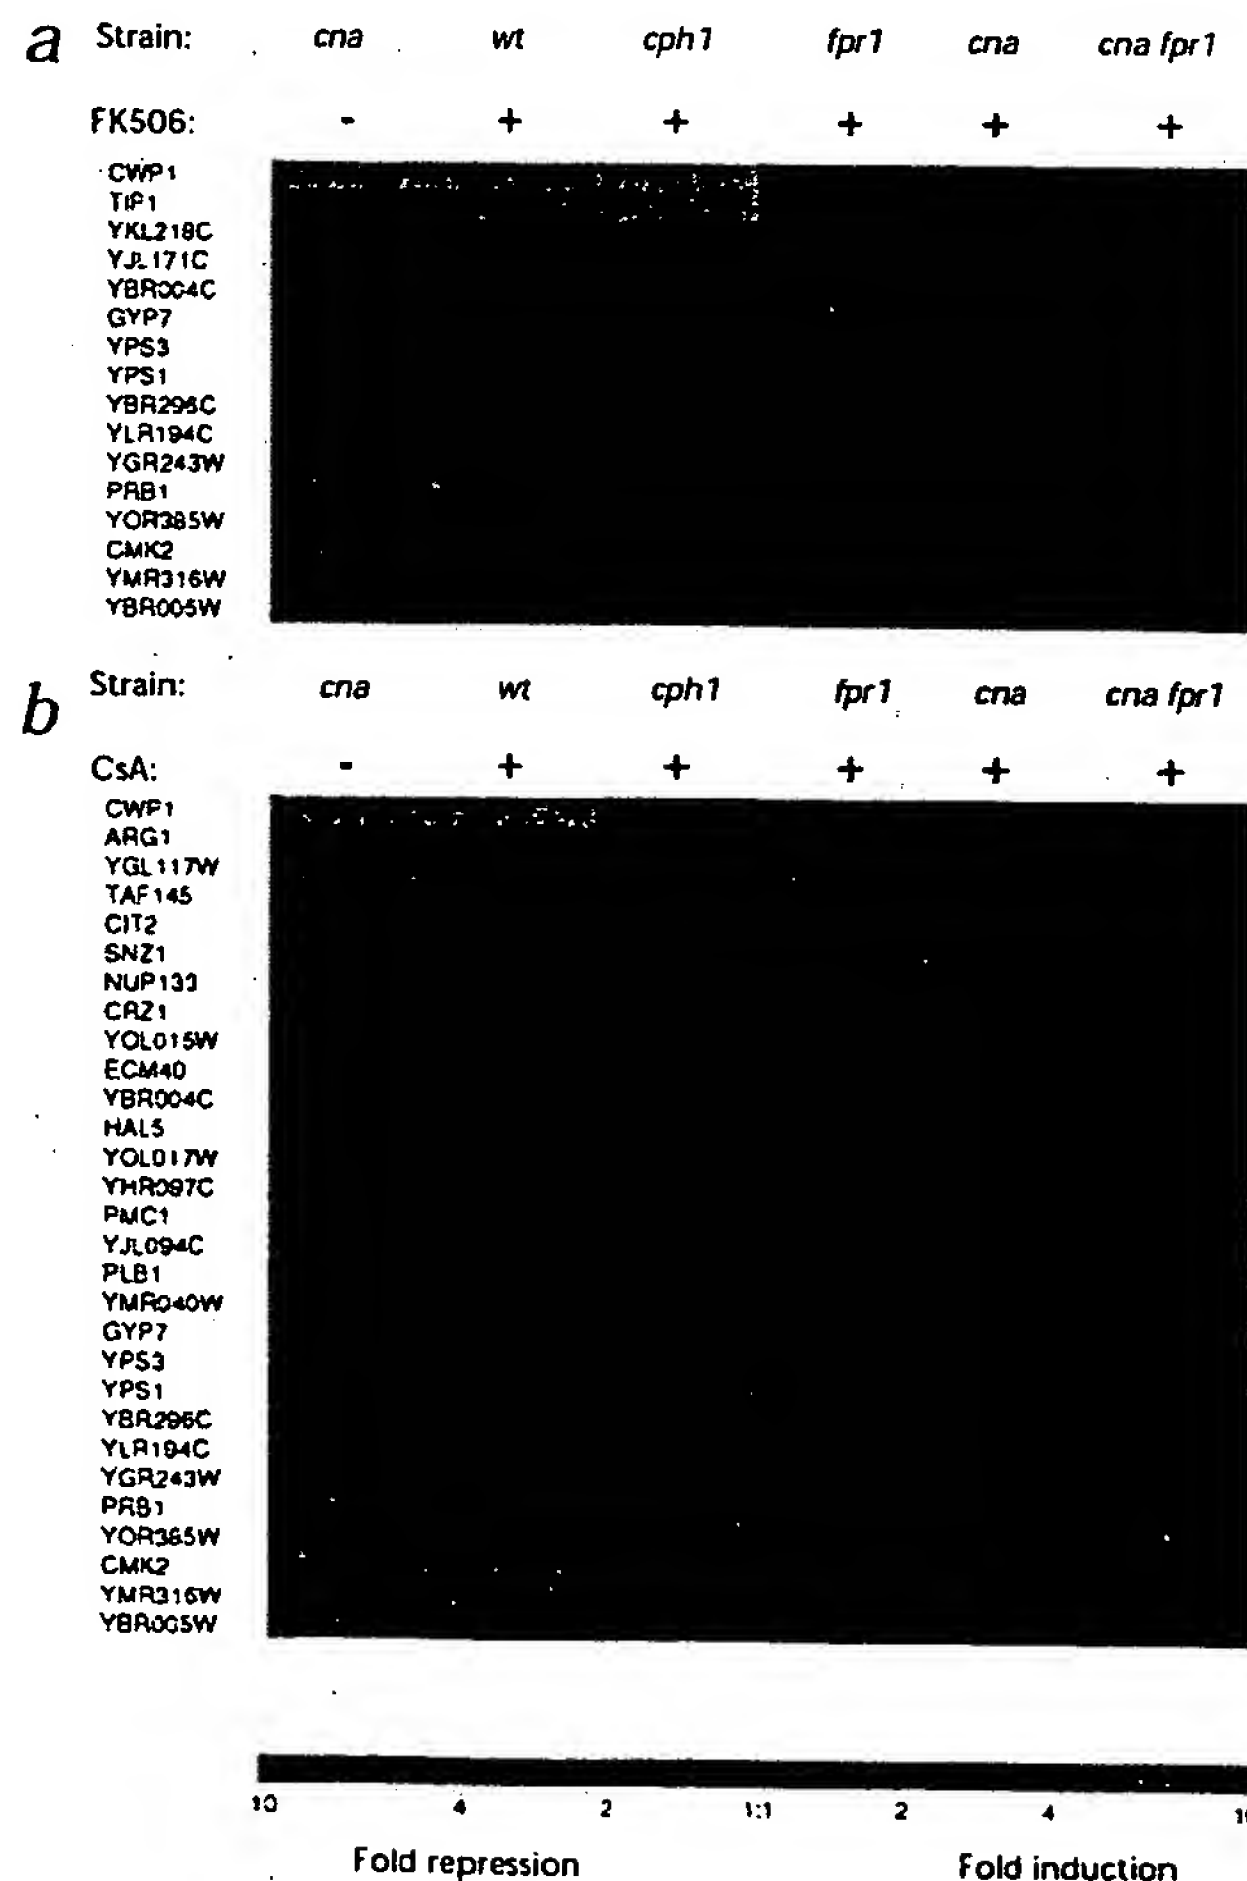 a Strain: cna wt cph1 fpr1 cna cna fpr1
FK506: - + + + + +
CWP1
TIP1
YKL218C
YJL171C
YBR004C
GYP7
YPS3
YPS1
YBR296C
YLR194C
YGR243W
PRB1
YOR385W
CMK2
YMR316W
YBR005W
b Strain: cna wt cph1 fpr1 cna cna fpr1
CsA: - + + + + +
CWP1
ARG1
YGL117W
TAF145
CIT2
SNZ1
NUP133
CRZ1
YOL015W
ECM40
YBR004C
HAL5
YOL017W
YHR097C
PMC1
YJL094C
PLB1
YMR040W
GYP7
YPS3
YPS1
YBR296C
YLR194C
YGR243W
PRB1
YOR385W
CMK2
YMR316W
YBR005W
10 4 2 1:1 2 4
Fold repression Fold induction